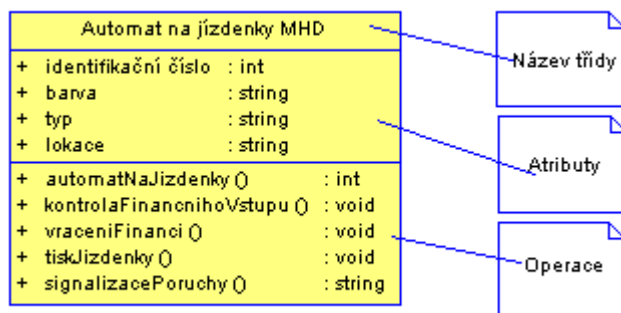 Automat na jízdenky MHD
+ identifikační číslo : int
+ barva : string
+ typ : string
+ lokace : string
+ automatNaJizdenky () : int
+ kontrolaFinancnihoVstupu () : void
+ vraceniFinanci () : void
+ tiskJizdenky () : void
+ signalizacePoruchy () : string
Název třídy
Atributy
Operace